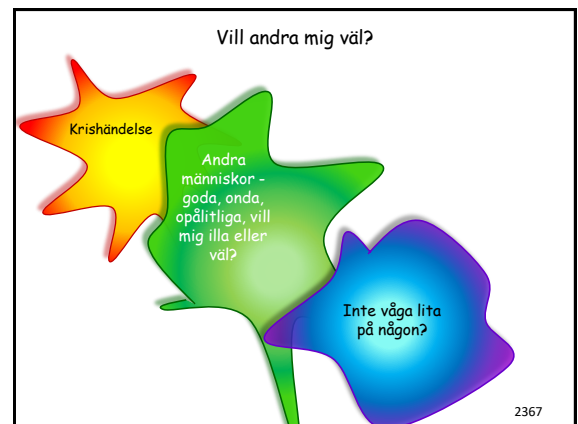 Vill andra mig väl?
Krishändelse
Andra
människor -
goda, onda,
opålitliga, vill
mig illa eller
väl?
Inte våga lita
på någon?
2367